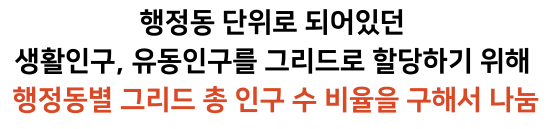 행정동 단위로 되어있던
생활인구, 유동인구를 그리드로 할당하기 위해
행정동별 그리드 총 인구 수 비율을 구해서 나눔